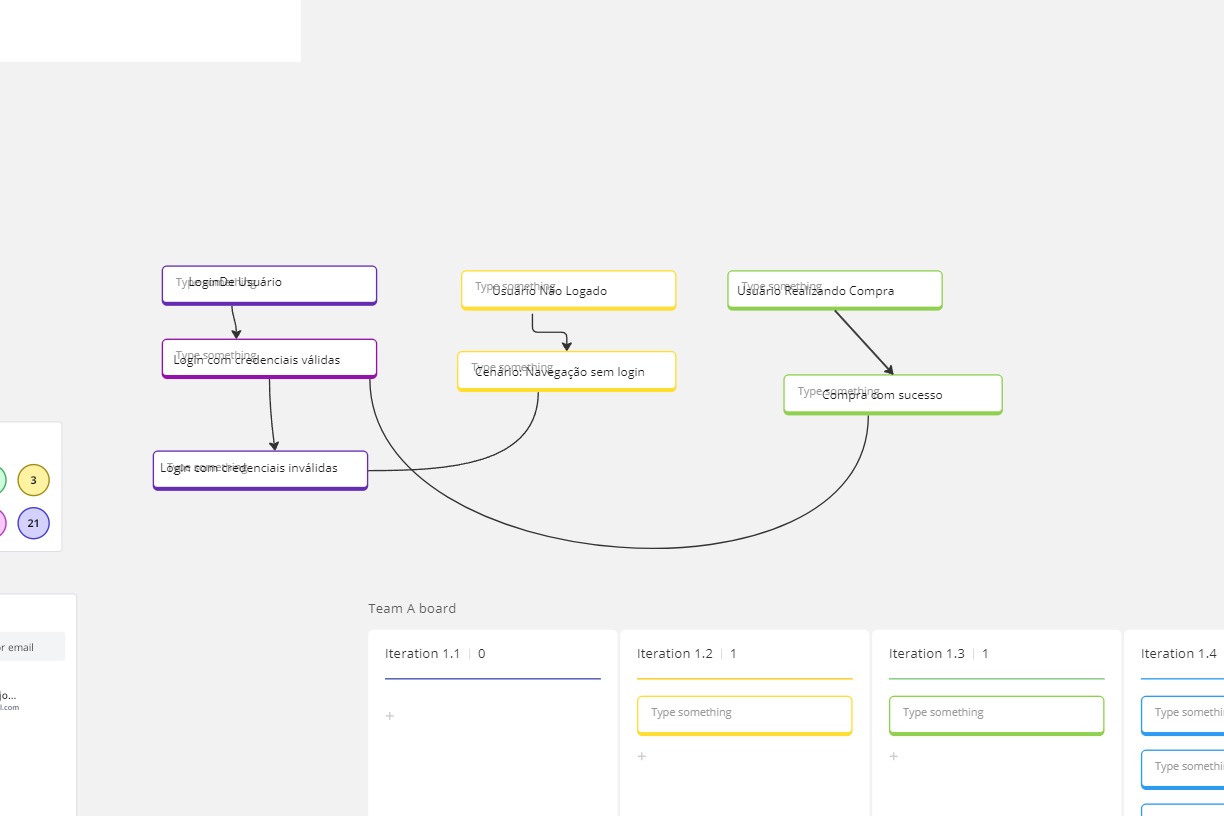 Type something
LoginDe Usuário
Type something
Usuário Não Logado
Type something
Usuário Realizando Compra
Type something
Login com credenciais válidas
Type something
Cenário: Navegação sem login
Type something
Compra com sucesso
Type something
Login com credenciais inválidas
3
21
Team A board
r email
jo...
l.com
Iteration 1.1 0
+
Iteration 1.2 1
Type something
+
Iteration 1.3 1
Type something
+
Iteration 1.4
Type somethi
Type somethi